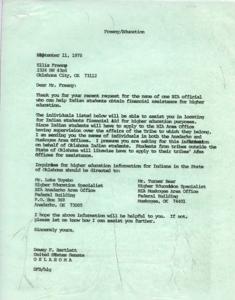 Fresny/Education
September 11, 1978
Oklahoma City, OK 73112
Dear Mr.
Thank you for your recent request for the name of one BIA official
who can help Indian students obtain financial assistance for higher
education.
The individuals listed below will be able to assist you in locating
for Indian students financial aid for higher education purposes.
Since Indian students will have to apply to the BIA Area Office
having supervision over the affairs of the Tribe to which they belong,
I am sending you the names of individuals in both the Anadarko and
Muskogee Area Offices. I presume you are asking for this information
on behalf of Oklahoma Indian students. Students from tribes outside the
State of Oklahoma will likewise have to apply to their tribes' Area
Offices for assistance.
Inquiries for higher education information for Indians in the State
of Oklahoma should be directed to:
Mr. Luke Toyebo Mr. Turner Bear
Higher Education Specialist Higher Education Specialist
BIA Anadarko Area Office BIA Muskogee Area Office
Federal Building Federal Building
P.O. Box 368 Muskogee, OK 74401
Anadarko, OK 73005
I hope the above information will be helpful to you. If not,
please let me know how I can assist you further.
Sincerely yours,
Dewey F. Bartlett
United States Senate
OKLAHOMA